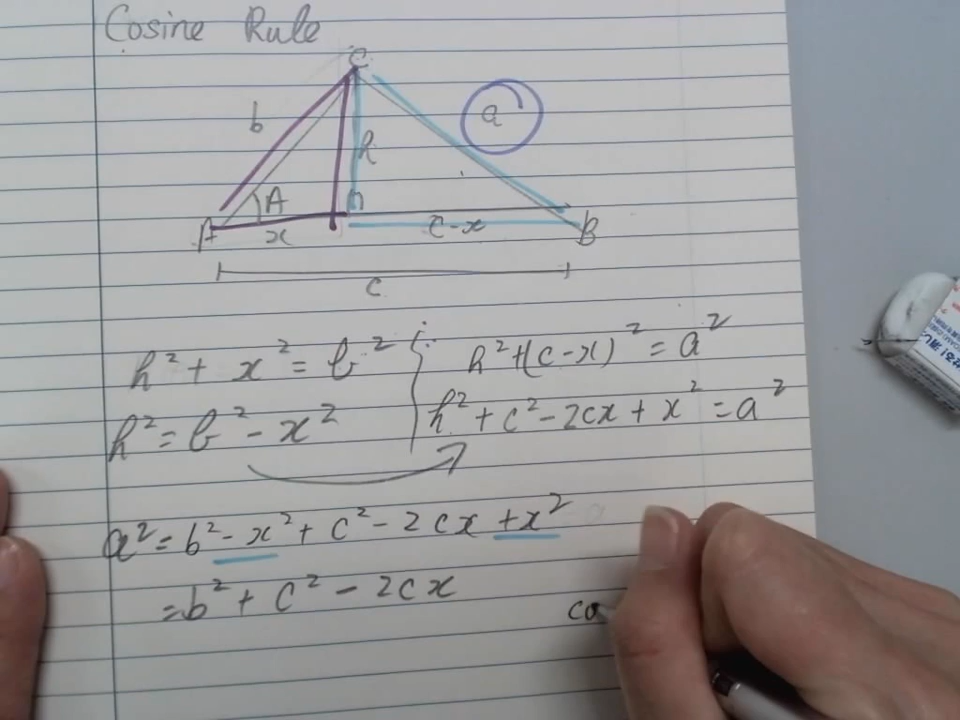 Cosine Rule
C
b
a
h
A
A
x
c-x
B
c
h² + x² = b²
h² + (c-x)² = a²
h² = b² - x²
h² + c² - 2cx + x² = a²
a² = b² - x² + c² - 2cx + x²
= b² + c² - 2cx
co